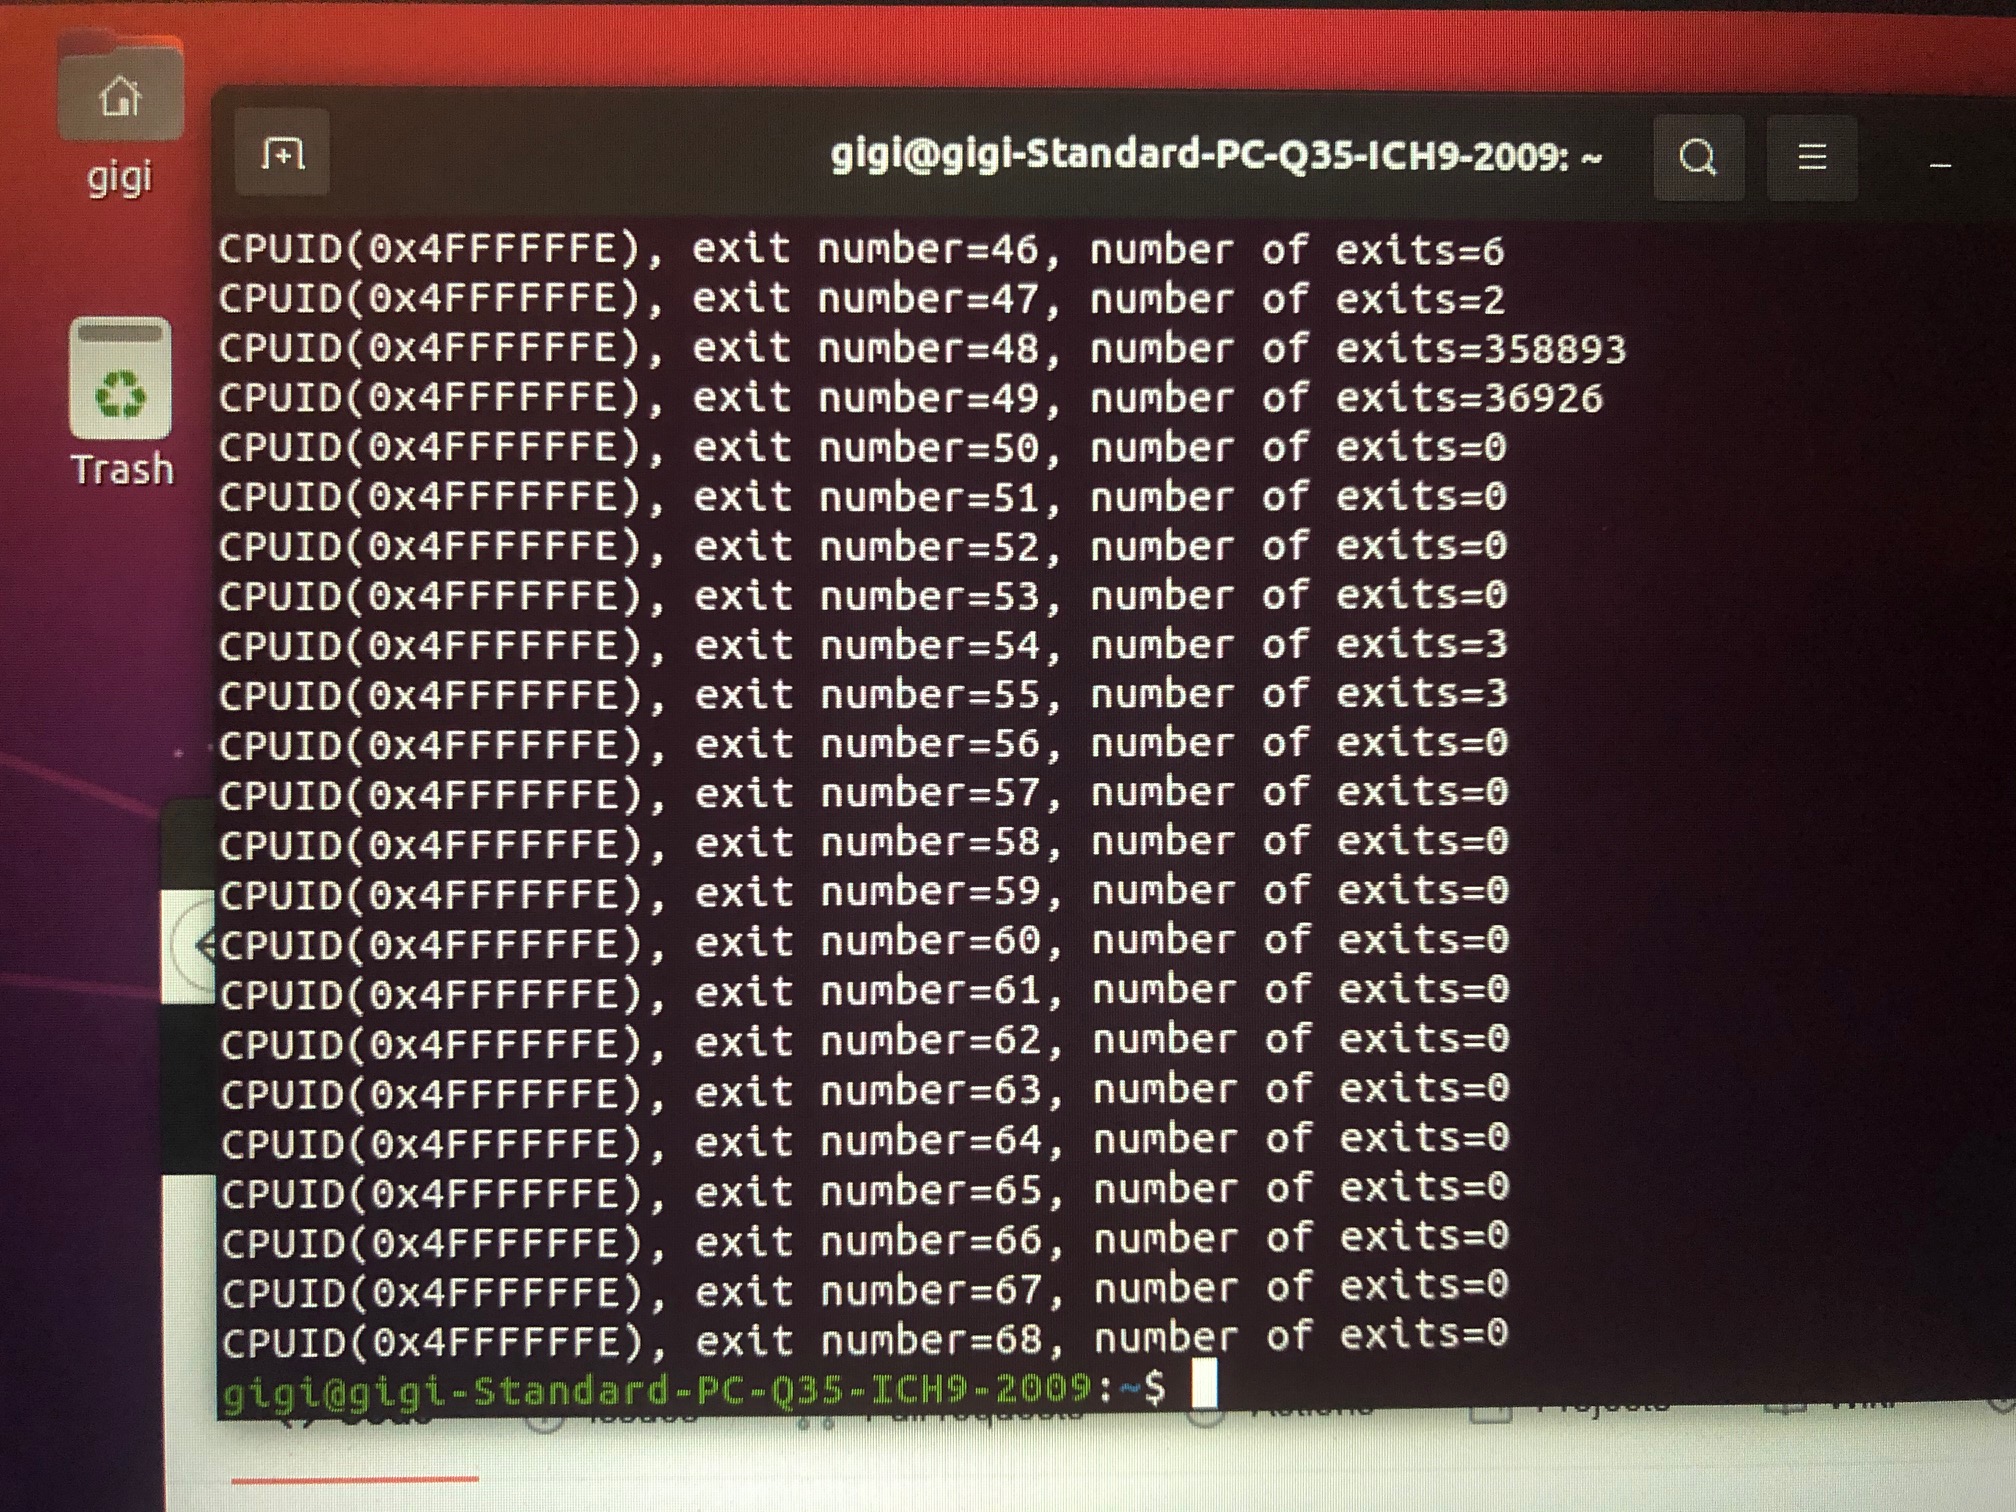 gigi
Trash
gigi@gigi-Standard-PC-Q35-ICH9-2009: ~
CPUID(0x4FFFFFFE), exit number=46, number of exits=6
CPUID(0x4FFFFFFE), exit number=47, number of exits=2
CPUID(0x4FFFFFFE), exit number=48, number of exits=358893
CPUID(0x4FFFFFFE), exit number=49, number of exits=36926
CPUID(0x4FFFFFFE), exit number=50, number of exits=0
CPUID(0x4FFFFFFE), exit number=51, number of exits=0
CPUID(0x4FFFFFFE), exit number=52, number of exits=0
CPUID(0x4FFFFFFE), exit number=53, number of exits=0
CPUID(0x4FFFFFFE), exit number=54, number of exits=3
CPUID(0x4FFFFFFE), exit number=55, number of exits=3
CPUID(0x4FFFFFFE), exit number=56, number of exits=0
CPUID(0x4FFFFFFE), exit number=57, number of exits=0
CPUID(0x4FFFFFFE), exit number=58, number of exits=0
CPUID(0x4FFFFFFE), exit number=59, number of exits=0
CPUID(0x4FFFFFFE), exit number=60, number of exits=0
CPUID(0x4FFFFFFE), exit number=61, number of exits=0
CPUID(0x4FFFFFFE), exit number=62, number of exits=0
CPUID(0x4FFFFFFE), exit number=63, number of exits=0
CPUID(0x4FFFFFFE), exit number=64, number of exits=0
CPUID(0x4FFFFFFE), exit number=65, number of exits=0
CPUID(0x4FFFFFFE), exit number=66, number of exits=0
CPUID(0x4FFFFFFE), exit number=67, number of exits=0
CPUID(0x4FFFFFFE), exit number=68, number of exits=0
gigi@gigi-Standard-PC-Q35-ICH9-2009:~$